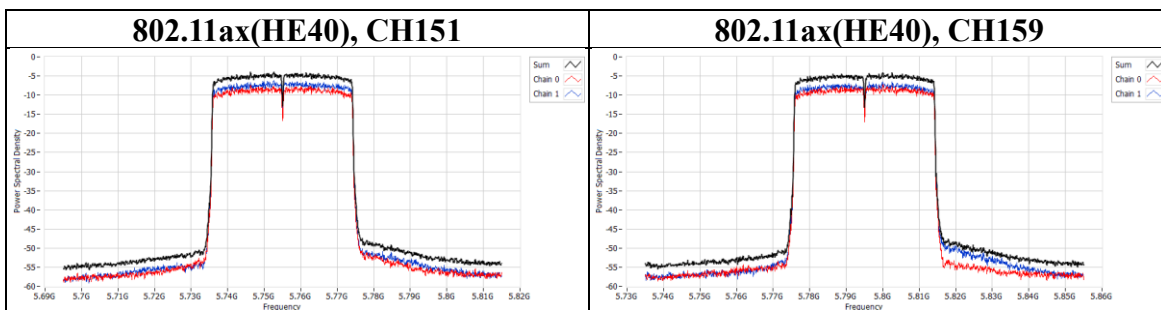 802.11ax(HE40), CH151
802.11ax(HE40), CH159
Power Spectral Density
0
-5
-10
-15
-20
-25
-30
-35
-40
-45
-50
-55
-60
5.69G 5.7G 5.71G 5.72G 5.73G 5.74G 5.75G 5.76G 5.77G 5.78G 5.79G 5.8G 5.81G 5.82G
Frequency
Sum
Chain 0
Chain 1
Power Spectral Density
0
-5
-10
-15
-20
-25
-30
-35
-40
-45
-50
-55
-60
5.73G 5.74G 5.75G 5.76G 5.77G 5.78G 5.79G 5.8G 5.81G 5.82G 5.83G 5.84G 5.85G 5.86G
Frequency
Sum
Chain 0
Chain 1